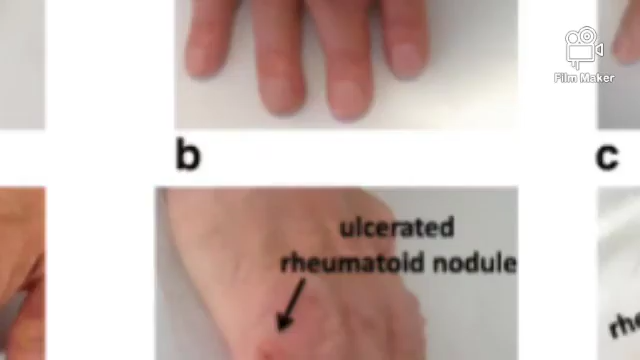 Film Maker
b
c
ulcerated
rheumatoid nodule